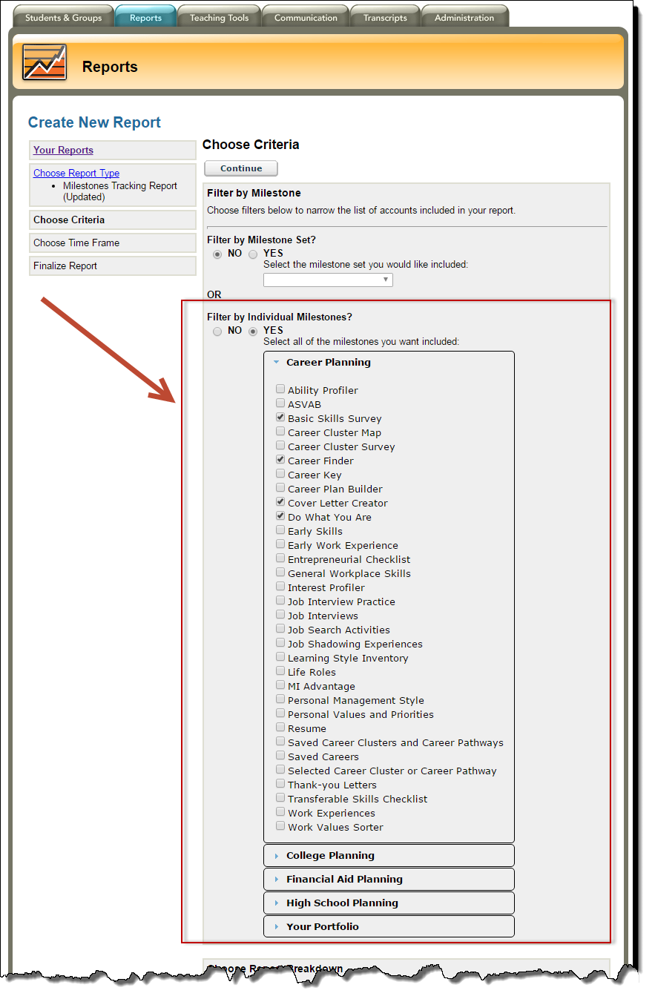 Students & Groups
Reports
Teaching Tools
Communication
Transcripts
Administration
Reports
Create New Report
Your Reports
Choose Report Type
Milestones Tracking Report
(Updated)
Choose Criteria
Choose Time Frame
Finalize Report
Choose Criteria
Continue
Filter by Milestone
Choose filters below to narrow the list of accounts included in your report.
Filter by Milestone Set?
NO YES
Select the milestone set you would like included:
OR
Filter by Individual Milestones?
NO YES
Select all of the milestones you want included:
Career Planning
Ability Profiler
ASVAB
Basic Skills Survey
Career Cluster Map
Career Cluster Survey
Career Finder
Career Key
Career Plan Builder
Cover Letter Creator
Do What You Are
Early Skills
Early Work Experience
Entrepreneurial Checklist
General Workplace Skills
Interest Profiler
Job Interview Practice
Job Interviews
Job Search Activities
Job Shadowing Experiences
Learning Style Inventory
Life Roles
MI Advantage
Personal Management Style
Personal Values and Priorities
Resume
Saved Career Clusters and Career Pathways
Saved Careers
Selected Career Cluster or Career Pathway
Thank-you Letters
Transferable Skills Checklist
Work Experiences
Work Values Sorter
College Planning
Financial Aid Planning
High School Planning
Your Portfolio
Choose Report Breakdown